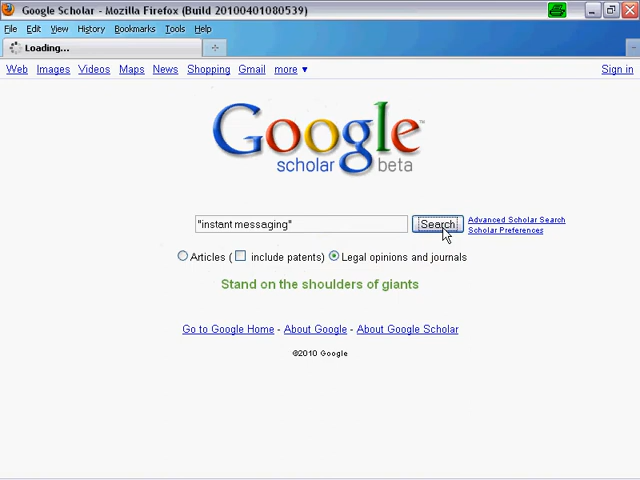 Google Scholar - Mozilla Firefox (Build 20100401080539)
File Edit View History Bookmarks Tools Help
Loading...
Web Images Videos Maps News Shopping Gmail more ▼ Sign in
Google™
scholar beta
"instant messaging" Search Advanced Scholar Search
Scholar Preferences
Articles ( include patents) Legal opinions and journals
Stand on the shoulders of giants
Go to Google Home - About Google - About Google Scholar
©2010 Google